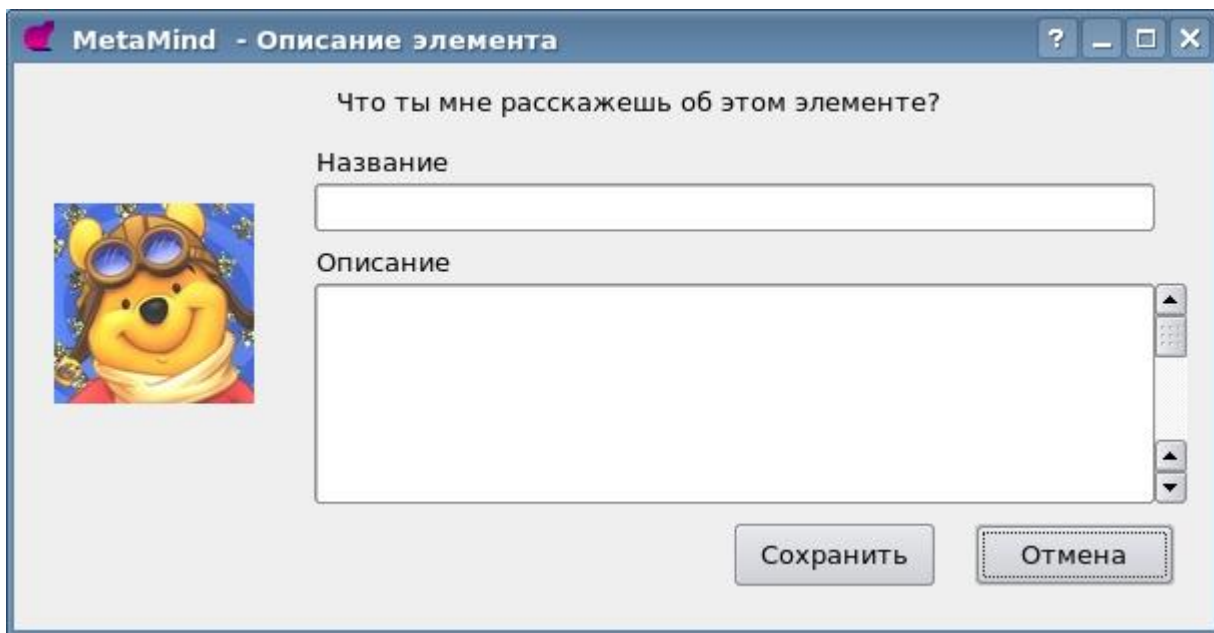 MetaMind - Описание элемента
Что ты мне расскажешь об этом элементе?
Название
Описание
Сохранить
Отмена